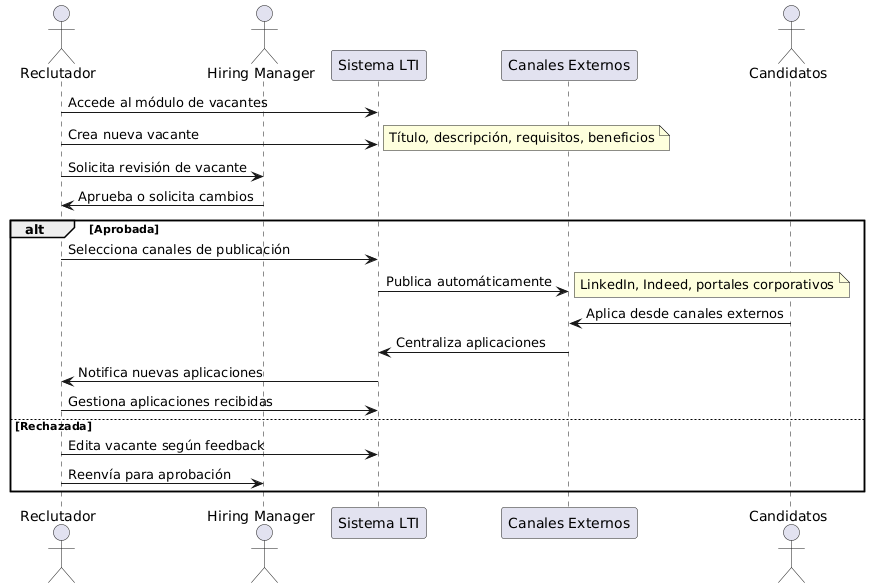 Reclutador
Hiring Manager
Sistema LTI
Canales Externos
Candidatos
Accede al módulo de vacantes
Crea nueva vacante
Título, descripción, requisitos, beneficios
Solicita revisión de vacante
Aprueba o solicita cambios
alt
[Aprobada]
Selecciona canales de publicación
Publica automáticamente
LinkedIn, Indeed, portales corporativos
Aplica desde canales externos
Centraliza aplicaciones
Notifica nuevas aplicaciones
Gestiona aplicaciones recibidas
[Rechazada]
Edita vacante según feedback
Reenvía para aprobación
Reclutador
Hiring Manager
Sistema LTI
Canales Externos
Candidatos